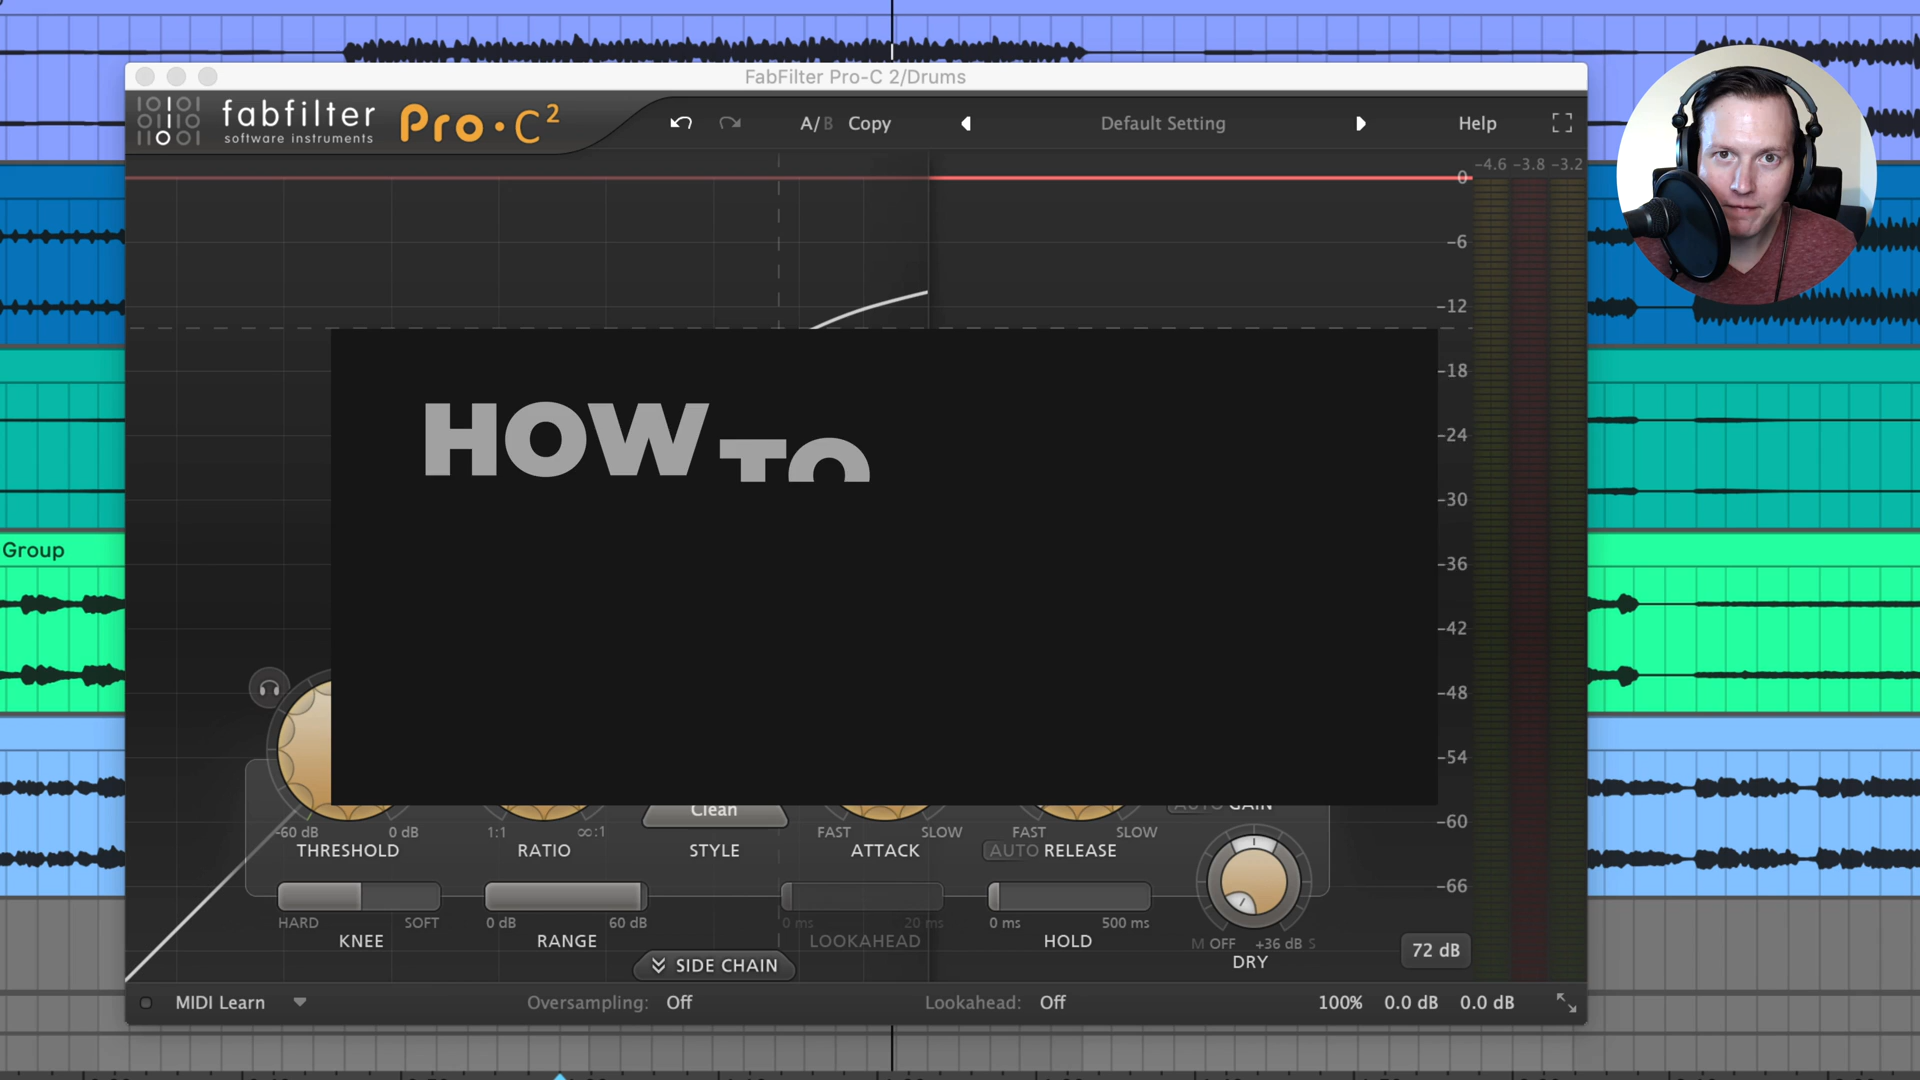 FabFilter Pro-C 2/Drums
fabfilter
software instruments
Pro·C²
A/B Copy
Default Setting
Help
-4.6 -3.8 -3.2
0
-6
-12
-18
-24
-30
-36
-42
-48
-54
-60
-66
HOW TO
Group
Clean
AUTO GAIN
-60 dB 0 dB
THRESHOLD
1:1 ∞:1
RATIO
STYLE
FAST SLOW
ATTACK
FAST SLOW
AUTO RELEASE
HARD SOFT
KNEE
0 dB 60 dB
RANGE
0 ms 20 ms
LOOKAHEAD
0 ms 500 ms
HOLD
M OFF +36 dB S
DRY
72 dB
SIDE CHAIN
MIDI Learn
Oversampling: Off
Lookahead: Off
100% 0.0 dB 0.0 dB